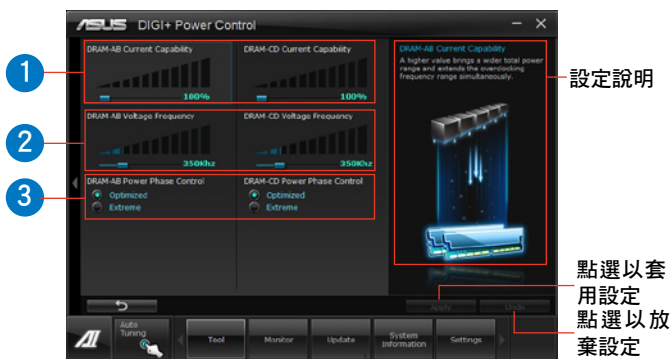 ASUS DIGI+ Power Control
1
DRAM-AB Current Capability
100%
DRAM-CD Current Capability
100%
2
DRAM-AB Voltage Frequency
350Khz
DRAM-CD Voltage Frequency
350Khz
3
DRAM-AB Power Phase Control
Optimized
Extreme
DRAM-CD Power Phase Control
Optimized
Extreme
DRAM-AB Current Capability
A higher value brings a wider total power
range and extends the overclocking
frequency range simultaneously.
設定說明
Apply
Undo
點選以套
用設定
點選以放
棄設定
AI
Auto
Tuning
Tool
Monitor
Update
System
Information
Settings